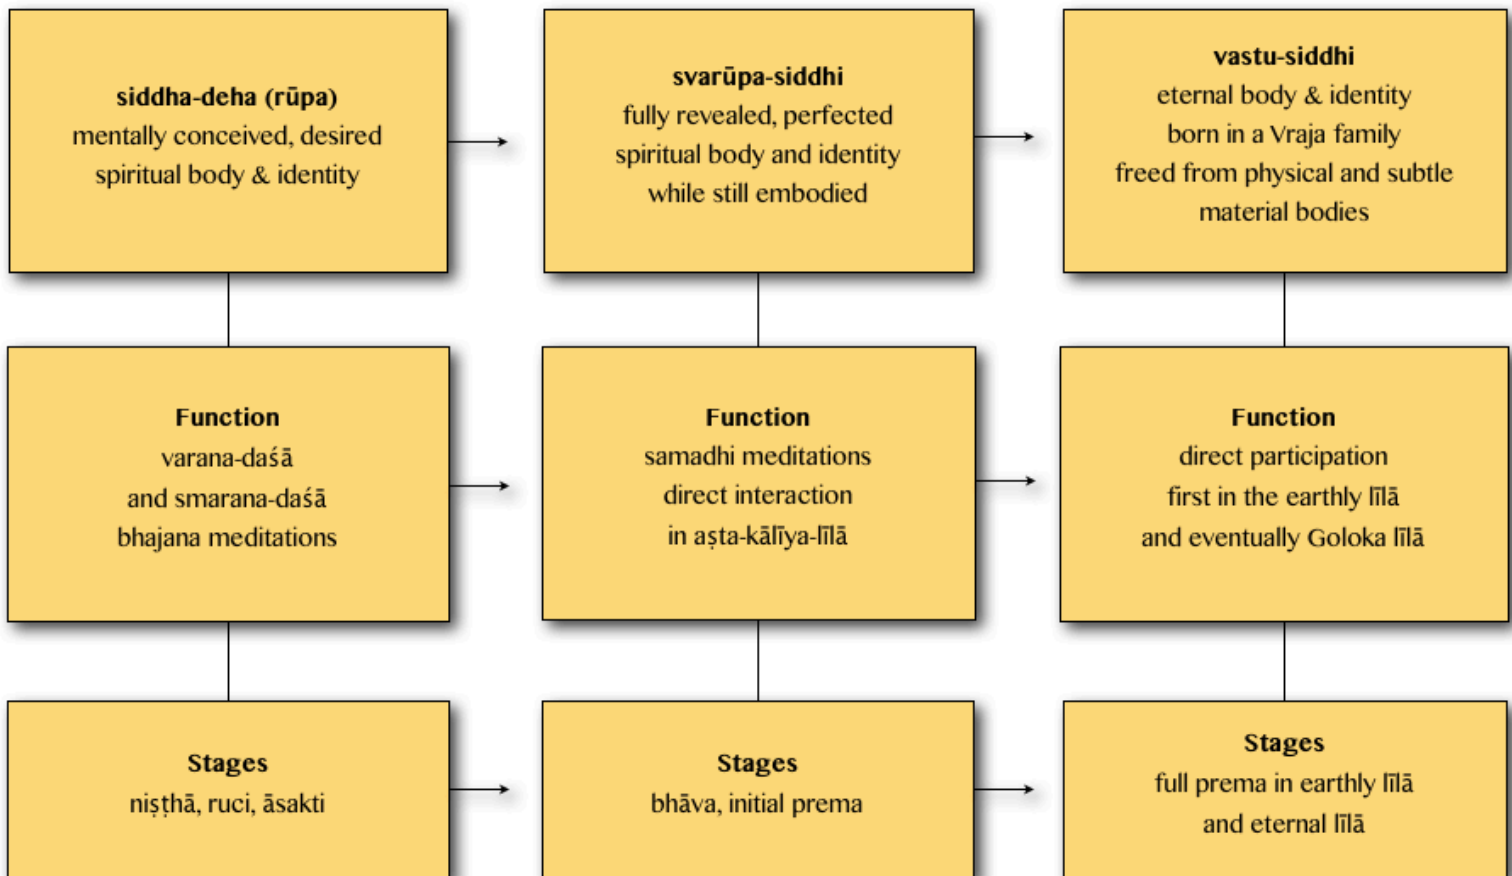 siddha-deha (rūpa)
mentally conceived, desired
spiritual body & identity
svarūpa-siddhi
fully revealed, perfected
spiritual body and identity
while still embodied
vastu-siddhi
eternal body & identity
born in a Vraja family
freed from physical and subtle
material bodies
Function
varana-daśā
and smarana-daśā
bhajana meditations
Function
samadhi meditations
direct interaction
in aṣta-kālīya-līlā
Function
direct participation
first in the earthly līlā
and eventually Goloka līlā
Stages
niṣṭhā, ruci, āsakti
Stages
bhāva, initial prema
Stages
full prema in earthly līlā
and eternal līlā